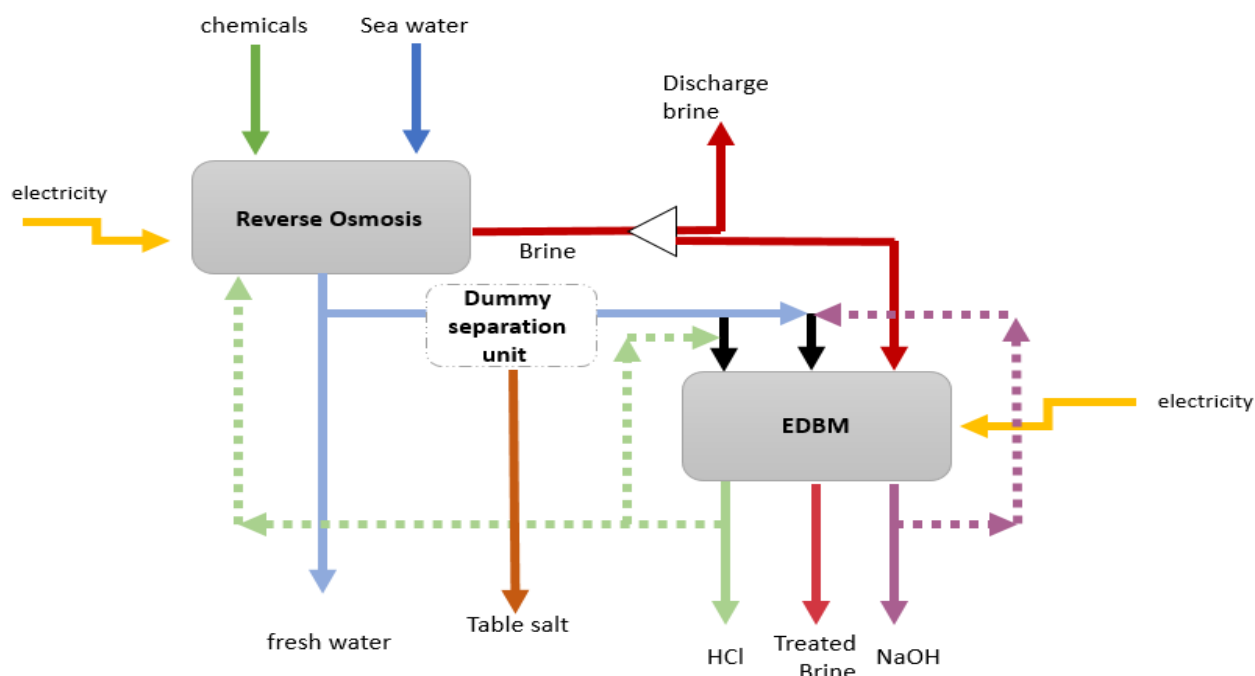 chemicals
Sea water
Discharge
brine
electricity
Reverse Osmosis
Brine
Dummy
separation
unit
electricity
EDBM
fresh water
Table salt
HCl
Treated
Brine
NaOH